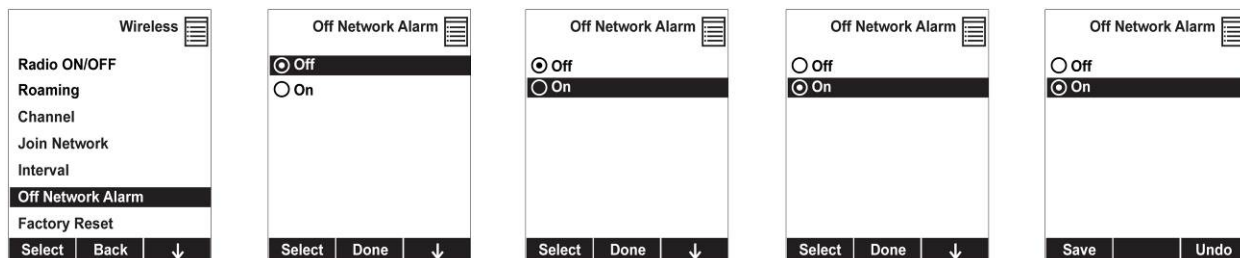 Wireless
Radio ON/OFF
Roaming
Channel
Join Network
Interval
Off Network Alarm
Factory Reset
Select Back ↓
Off Network Alarm
Off
On
Select Done ↓
Off Network Alarm
Off
On
Select Done ↓
Off Network Alarm
Off
On
Select Done ↓
Off Network Alarm
Off
On
Save Undo